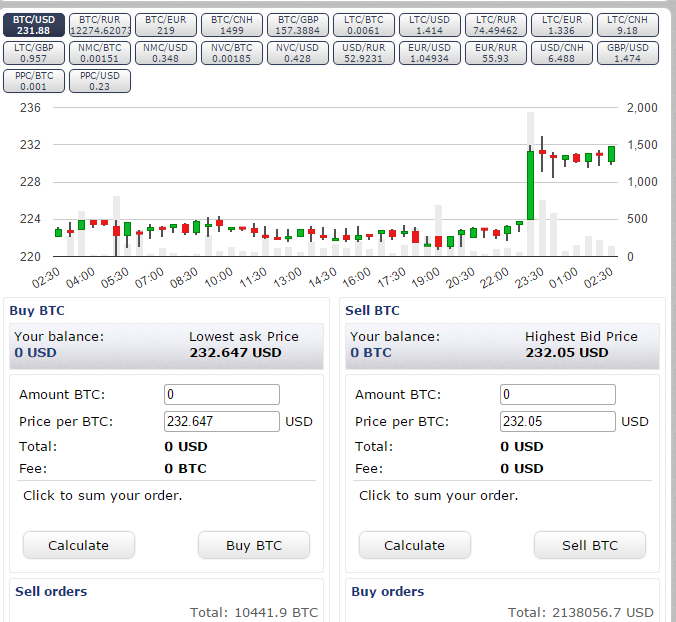 BTC/USD BTC/RUR BTC/EUR BTC/CNH BTC/GBP LTC/BTC LTC/USD LTC/RUR LTC/EUR LTC/CNH
231.88 12274.62073 219 1499 157.3884 0.0061 1.414 74.49462 1.336 9.18
LTC/GBP NMC/BTC NMC/USD NVC/BTC NVC/USD USD/RUR EUR/USD EUR/RUR USD/CNH GBP/USD
0.957 0.00151 0.348 0.00185 0.428 52.9231 1.04934 55.93 6.488 1.474
PPC/BTC PPC/USD
0.001 0.23
236 2,000
232 1,500
228 1,000
224 500
220 0
02:30 04:00 05:30 07:00 08:30 10:00 11:30 13:00 14:30 16:00 17:30 19:00 20:30 22:00 23:30 01:00 02:30
Buy BTC
Your balance: Lowest ask Price
0 USD 232.647 USD
Amount BTC: 0
Price per BTC: 232.647 USD
Total: 0 USD
Fee: 0 BTC
Click to sum your order.
Calculate Buy BTC
Sell orders
Total: 10441.9 BTC
Sell BTC
Your balance: Highest Bid Price
0 BTC 232.05 USD
Amount BTC: 0
Price per BTC: 232.05 USD
Total: 0 USD
Fee: 0 USD
Click to sum your order.
Calculate Sell BTC
Buy orders
Total: 2138056.7 USD